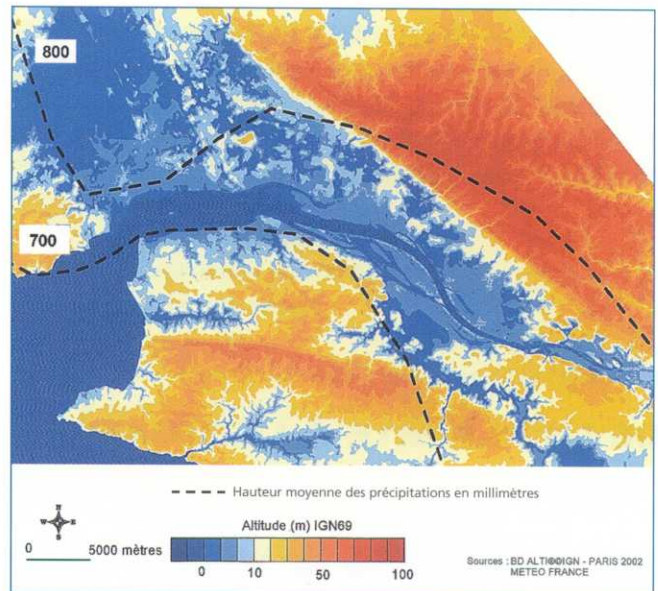 800
700
Hauteur moyenne des précipitations en millimètres
N
W E
S
0 5000 mètres
Altitude (m) IGN69
0 10 50 100
Sources : BD ALTI®©IGN - PARIS 2002
METEO FRANCE